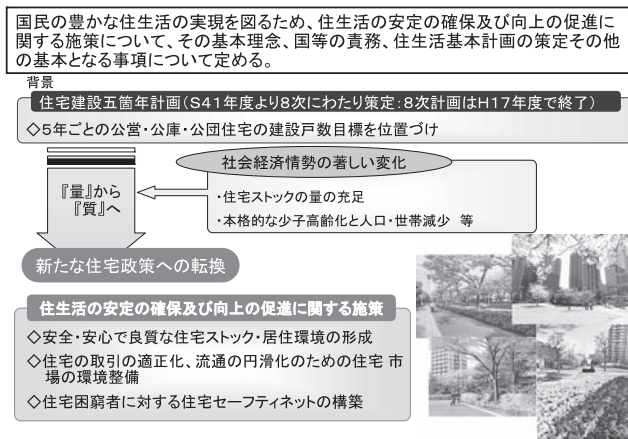 国民の豊かな住生活の実現を図るため、住生活の安定の確保及び向上の促進に
関する施策について、その基本理念、国等の責務、住生活基本計画の策定その他
の基本となる事項について定める。
背景
住宅建設五箇年計画（S41年度より8次にわたり策定：8次計画はH17年度で終了）
◇5年ごとの公営・公庫・公団住宅の建設戸数目標を位置づけ
社会経済情勢の著しい変化
『量』から
『質』へ
・住宅ストックの量の充足
・本格的な少子高齢化と人口・世帯減少 等
新たな住宅政策への転換
住生活の安定の確保及び向上の促進に関する施策
◇安全・安心で良質な住宅ストック・居住環境の形成
◇住宅の取引の適正化、流通の円滑化のための住宅 市
場の環境整備
◇住宅困窮者に対する住宅セーフティネットの構築